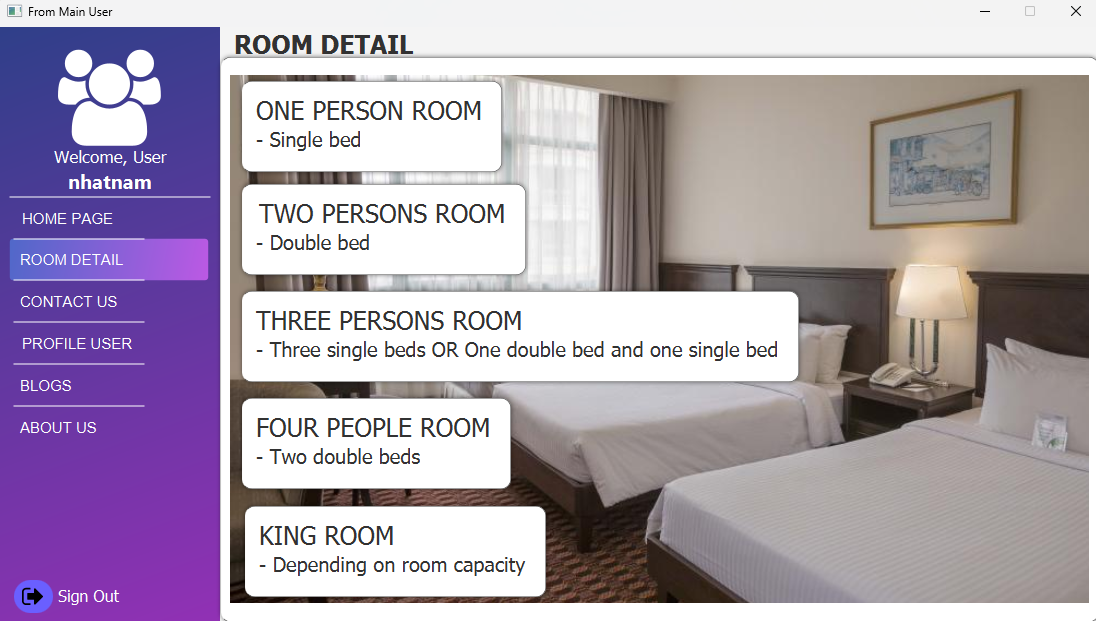 From Main User
Welcome, User
nhatnam
HOME PAGE
ROOM DETAIL
CONTACT US
PROFILE USER
BLOGS
ABOUT US
Sign Out
ROOM DETAIL
ONE PERSON ROOM
- Single bed
TWO PERSONS ROOM
- Double bed
THREE PERSONS ROOM
- Three single beds OR One double bed and one single bed
FOUR PEOPLE ROOM
- Two double beds
KING ROOM
- Depending on room capacity